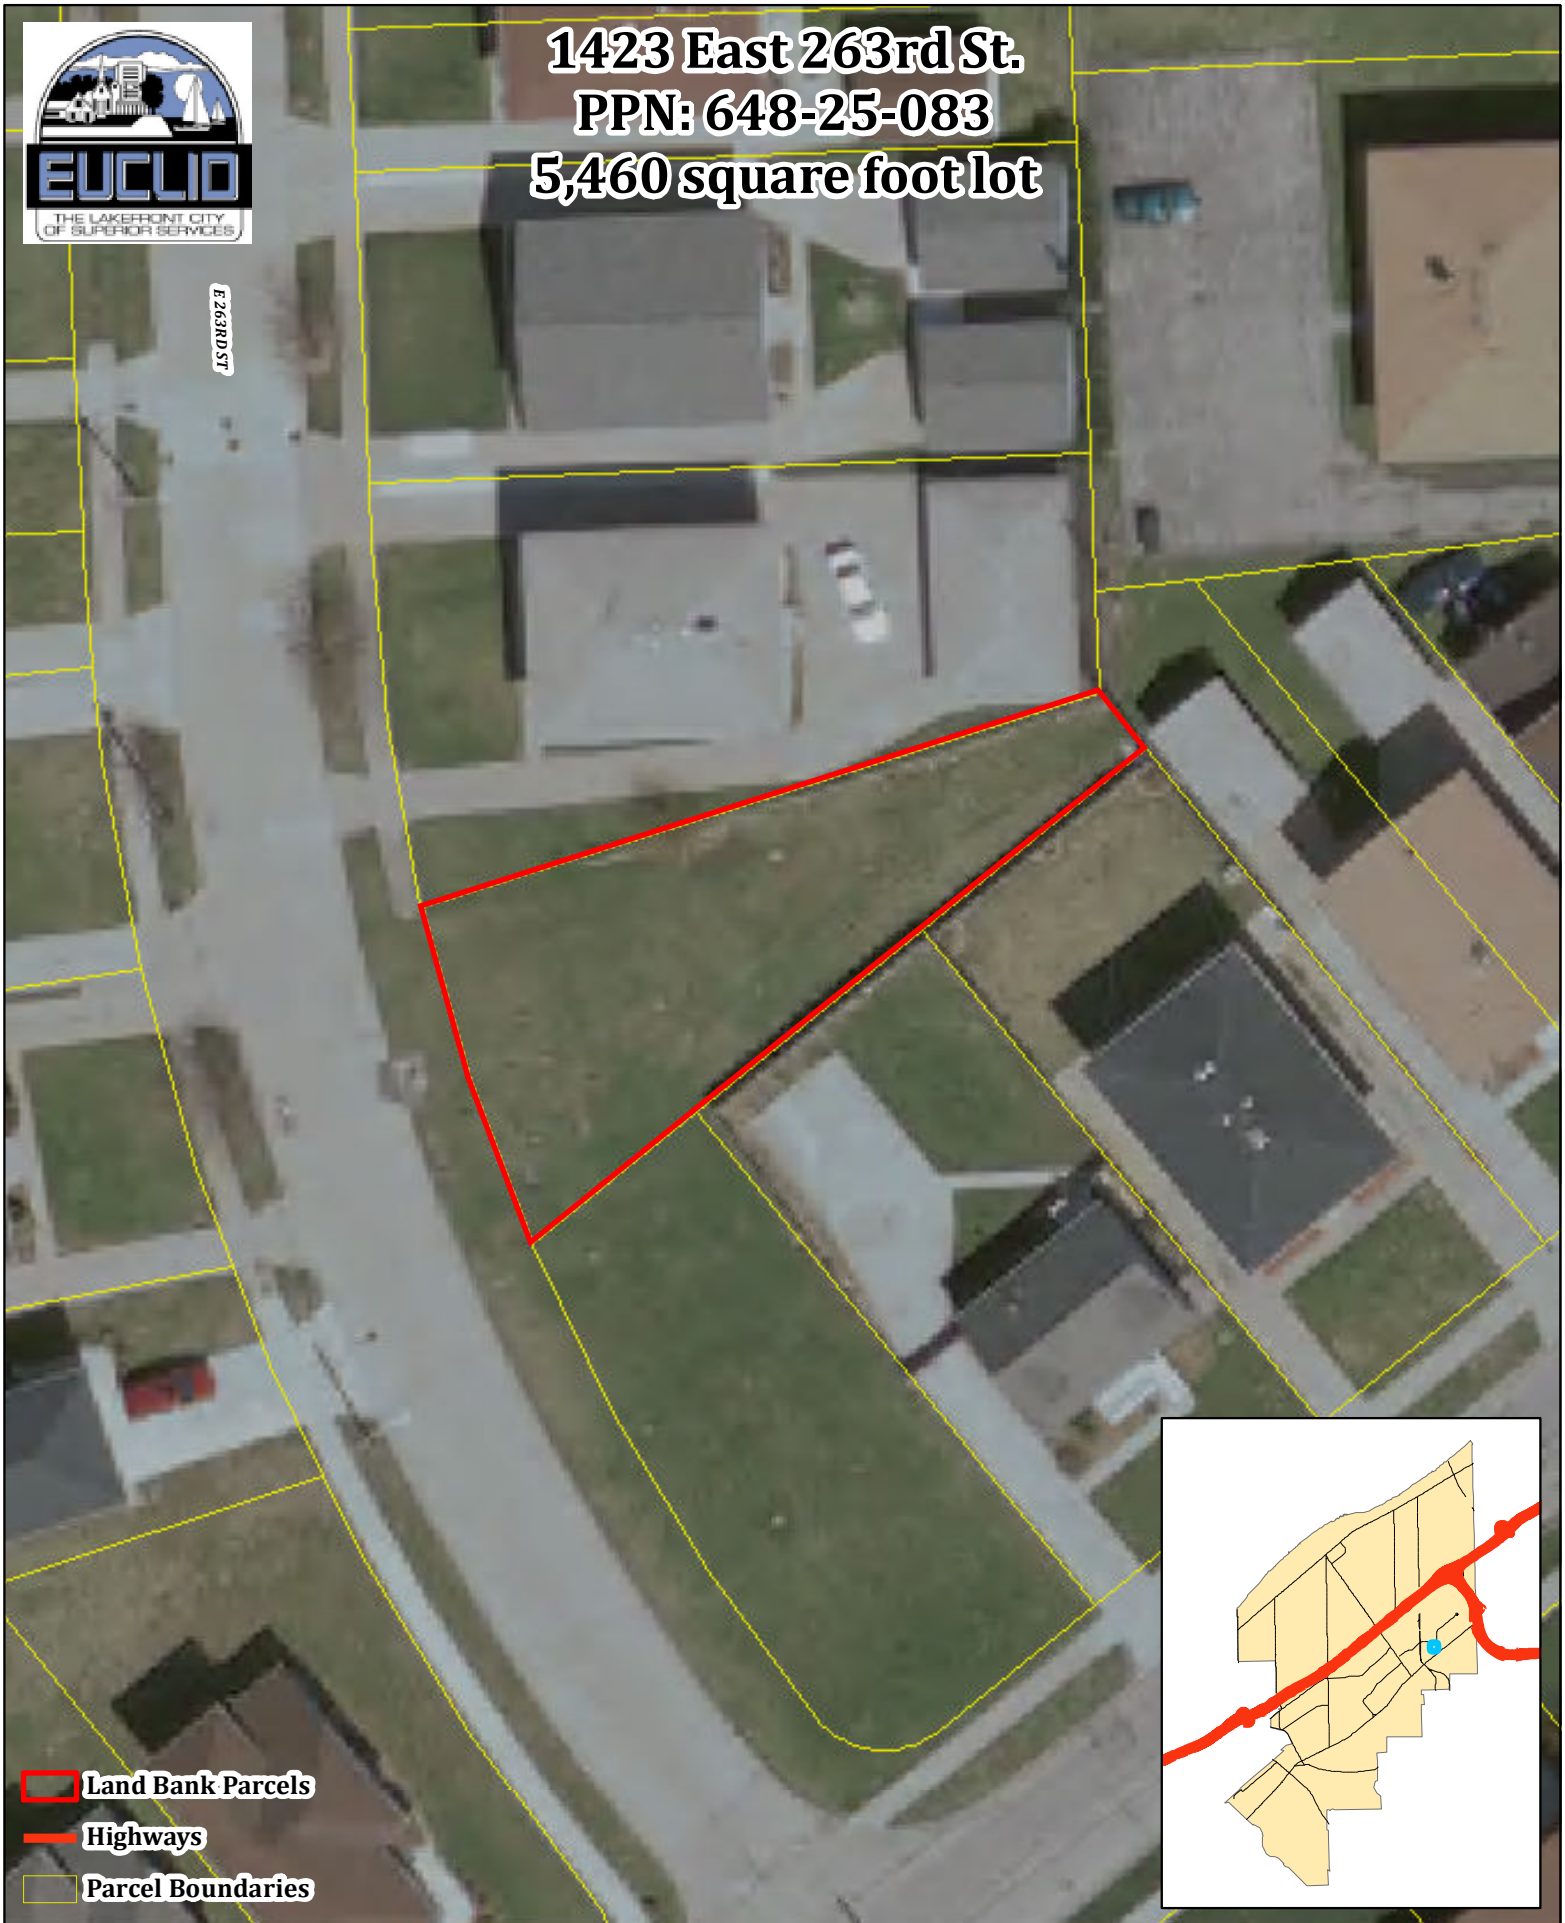 1423 East 263rd St.
PPN: 648-25-083
5,460 square foot lot
EUCLID
THE LAKEFRONT CITY
OF SUPERIOR SERVICES
E 263RD ST
Land Bank Parcels
Highways
Parcel Boundaries